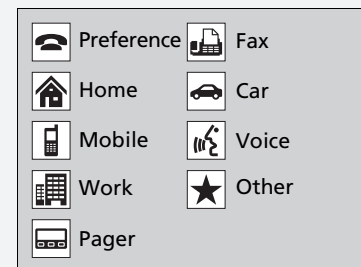 Preference
Fax
Home
Car
Mobile
Voice
Work
Other
Pager